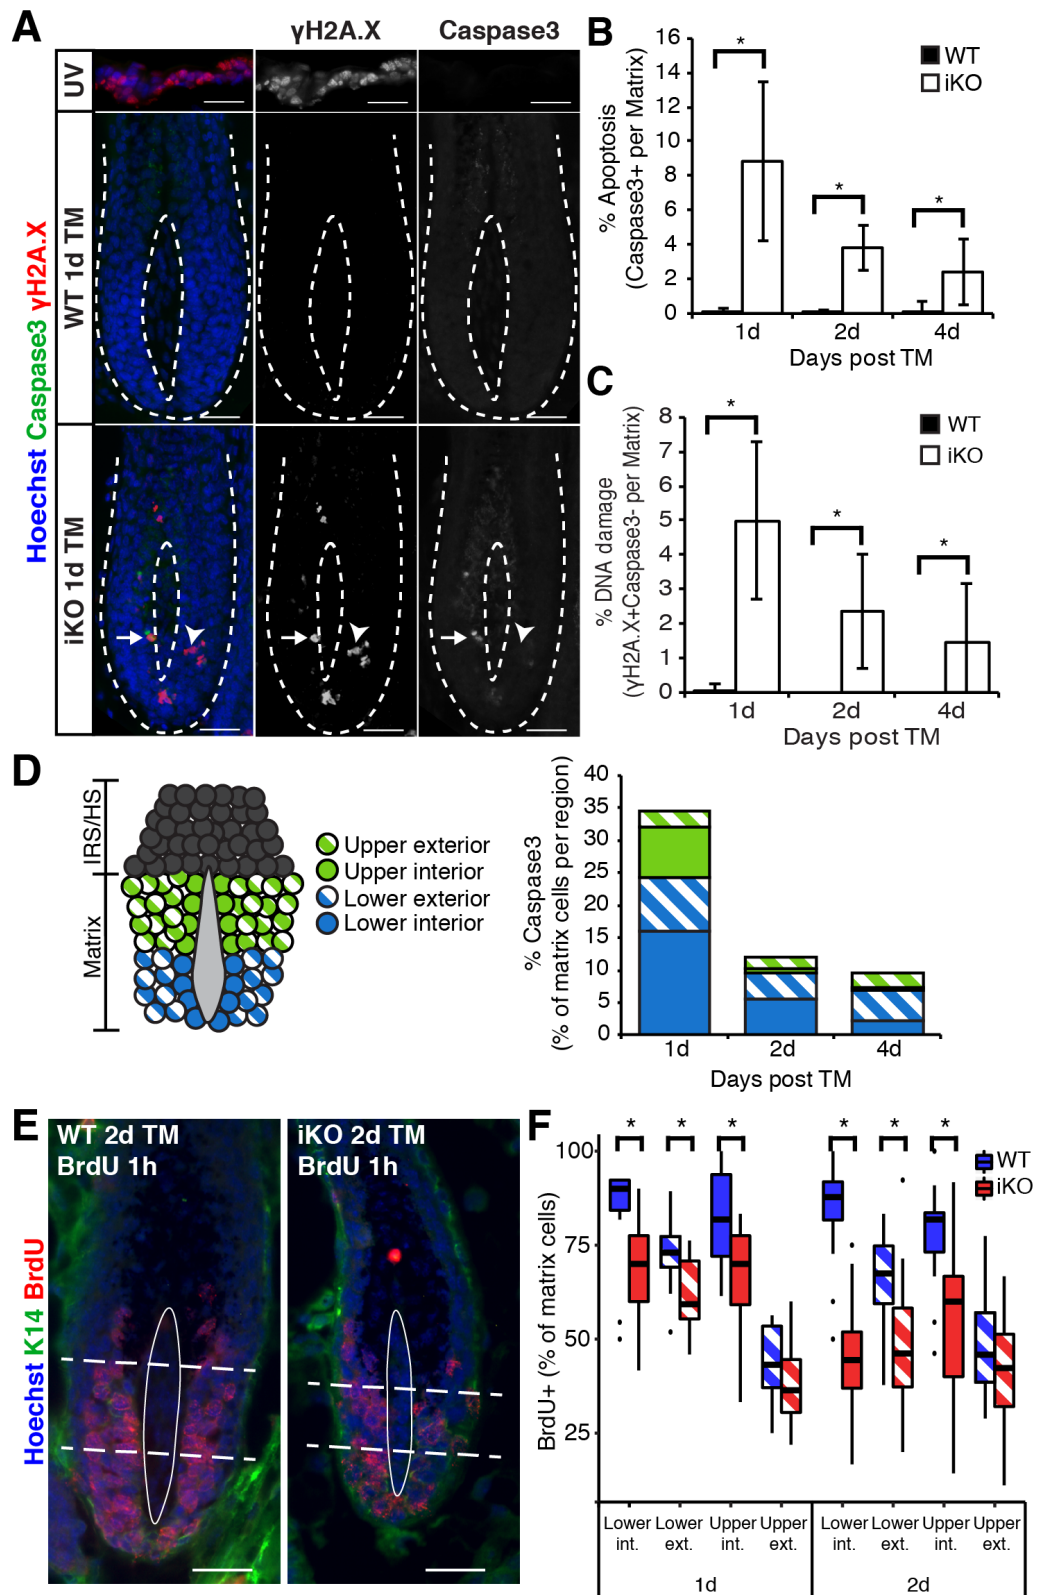 A
γH2A.X
Caspase3
UV
WT 1d TM
iKO 1d TM
Hoechst Caspase3 γH2A.X
B
% Apoptosis
(Caspase3+ per Matrix)
16
14
12
10
8
6
4
2
0
*
*
*
WT
iKO
1d
2d
4d
Days post TM
C
% DNA damage
(γH2A.X+Caspase3- per Matrix)
8
7
6
5
4
3
2
1
0
*
*
*
WT
iKO
1d
2d
4d
Days post TM
D
IRS/HS
Matrix
Upper exterior
Upper interior
Lower exterior
Lower interior
% Caspase3
(% of matrix cells per region)
40
35
30
25
20
15
10
5
0
1d
2d
4d
Days post TM
E
Hoechst K14 BrdU
WT 2d TM
BrdU 1h
iKO 2d TM
BrdU 1h
F
BrdU+ (% of matrix cells)
100
75
50
25
* * * * * *
WT
iKO
Lower Lower Upper Upper Lower Lower Upper Upper
int. ext. int. ext. int. ext. int. ext.
1d 2d